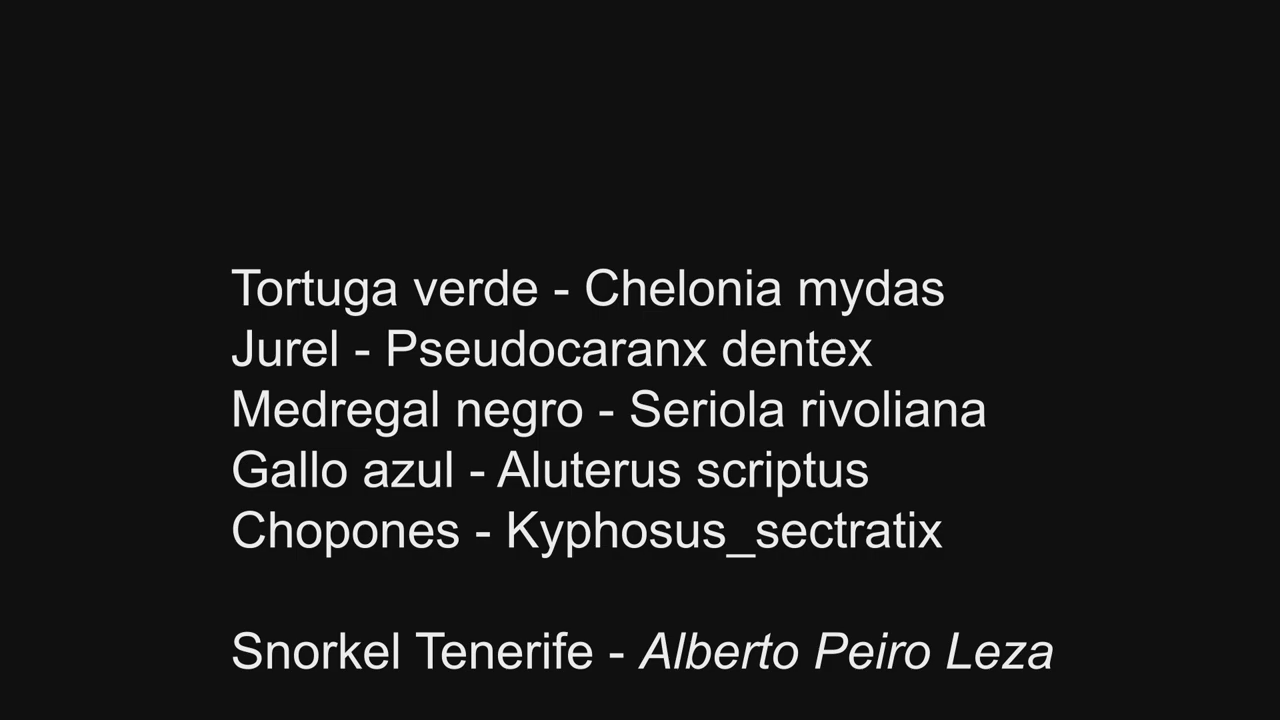 Tortuga verde - Chelonia mydas
Jurel - Pseudocaranx dentex
Medregal negro - Seriola rivoliana
Gallo azul - Aluterus scriptus
Chopones - Kyphosus_sectratix
Snorkel Tenerife - Alberto Peiro Leza